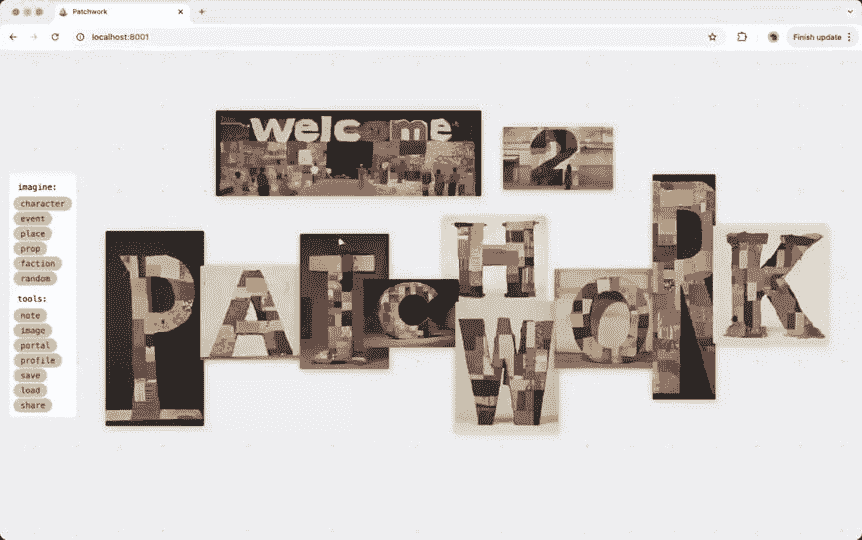 Patchwork
localhost:8001
Finish update
welcome
2
PATCHWORK
imagine:
character
event
place
prop
faction
random
tools:
note
image
portal
profile
save
load
share